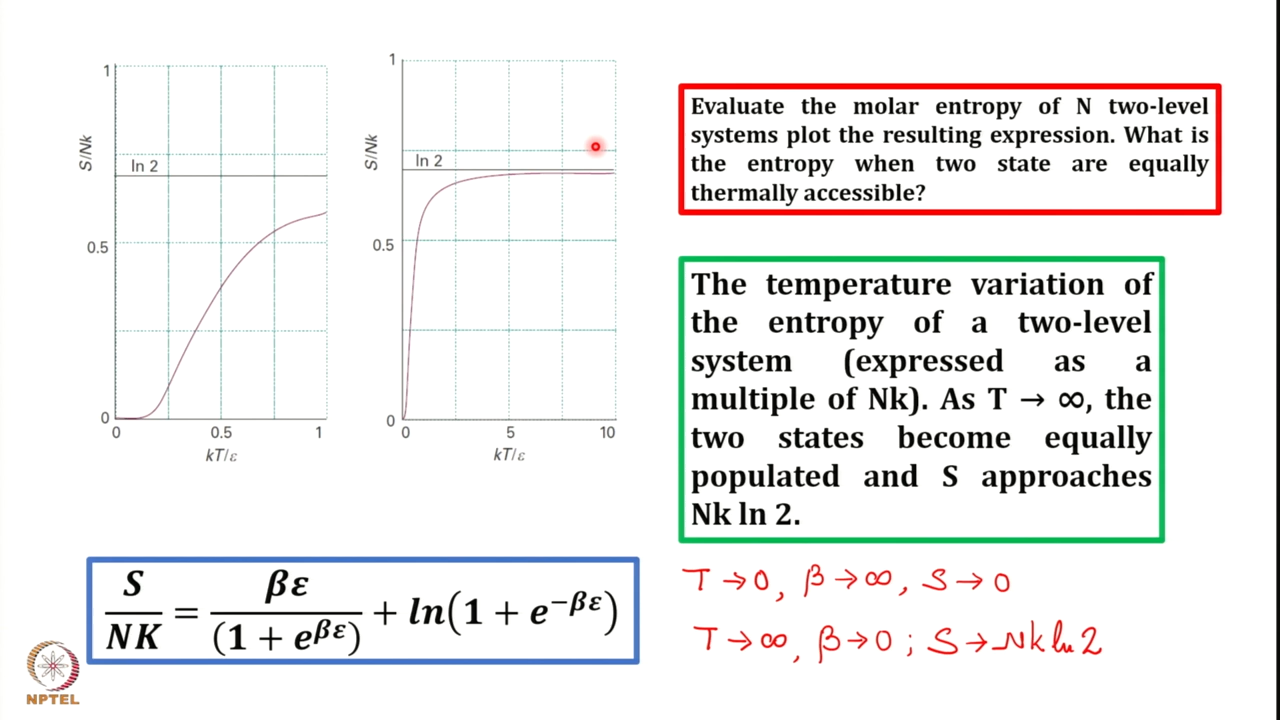 1
ln 2
S/Nk
0.5
0
0
0.5
1
kT/ε
1
ln 2
S/Nk
0.5
0
0
5
10
kT/ε
Evaluate the molar entropy of N two-level
systems plot the resulting expression. What is
the entropy when two state are equally
thermally accessible?
The temperature variation of
the entropy of a two-level
system (expressed as a
multiple of Nk). As T → ∞, the
two states become equally
populated and S approaches
Nk ln 2.
S/NK = βε/(1 + e^βε) + ln(1 + e^−βε)
T → 0, β → ∞, S → 0
T → ∞, β → 0 ; S → Nk ln 2
NPTEL